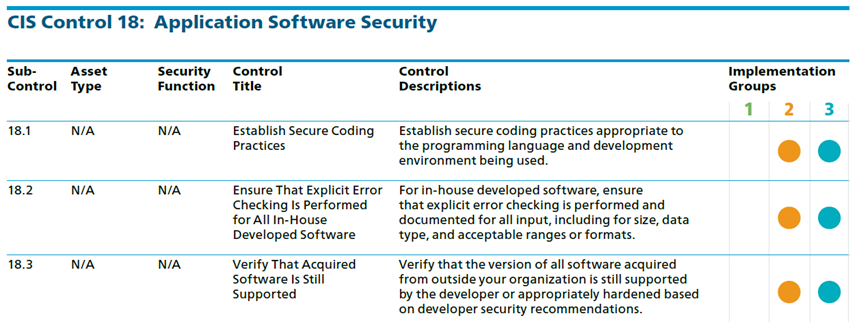 CIS Control 18: Application Software Security
Sub-Control Asset Type Security Function Control Title Control Descriptions Implementation Groups
1 2 3
18.1 N/A N/A Establish Secure Coding Practices Establish secure coding practices appropriate to the programming language and development environment being used.
18.2 N/A N/A Ensure That Explicit Error Checking Is Performed for All In-House Developed Software For in-house developed software, ensure that explicit error checking is performed and documented for all input, including for size, data type, and acceptable ranges or formats.
18.3 N/A N/A Verify That Acquired Software Is Still Supported Verify that the version of all software acquired from outside your organization is still supported by the developer or appropriately hardened based on developer security recommendations.